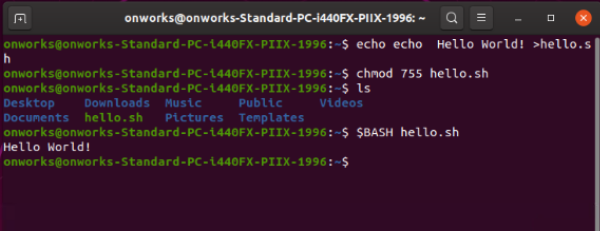 onworks@onworks-Standard-PC-i440FX-PIIX-1996: ~
onworks@onworks-Standard-PC-i440FX-PIIX-1996:~$ echo echo  Hello World! >hello.s
h
onworks@onworks-Standard-PC-i440FX-PIIX-1996:~$ chmod 755 hello.sh
onworks@onworks-Standard-PC-i440FX-PIIX-1996:~$ ls
Desktop    Downloads  Music     Public     Videos
Documents  hello.sh   Pictures  Templates
onworks@onworks-Standard-PC-i440FX-PIIX-1996:~$ $BASH hello.sh
Hello World!
onworks@onworks-Standard-PC-i440FX-PIIX-1996:~$